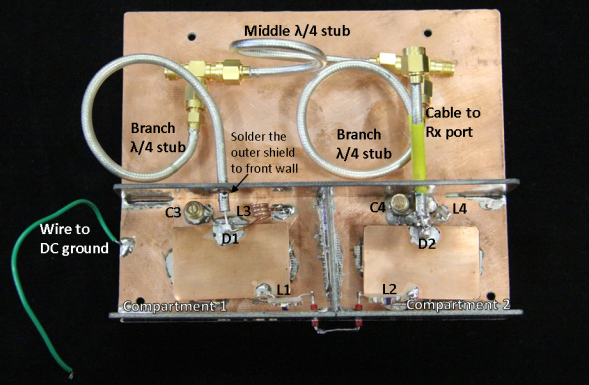 Middle λ/4 stub
Branch
λ/4 stub
Solder the
outer shield
to front wall
Branch
λ/4 stub
Cable to
Rx port
C3
L3
D1
C4
L4
D2
Wire to
DC ground
L1
L2
Compartment 1
Compartment 2